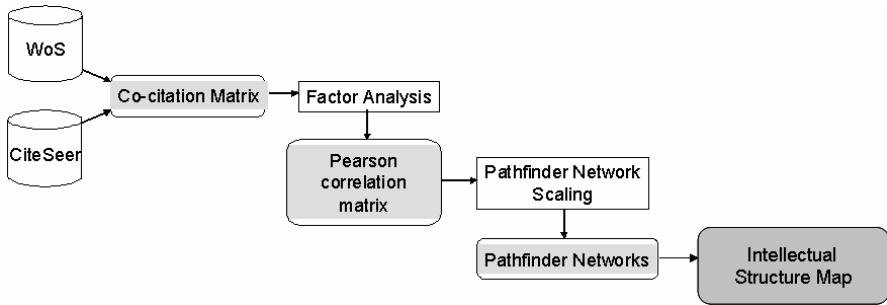 WoS
CiteSeer
Co-citation Matrix
Factor Analysis
Pearson
correlation
matrix
Pathfinder Network
Scaling
Pathfinder Networks
Intellectual
Structure Map